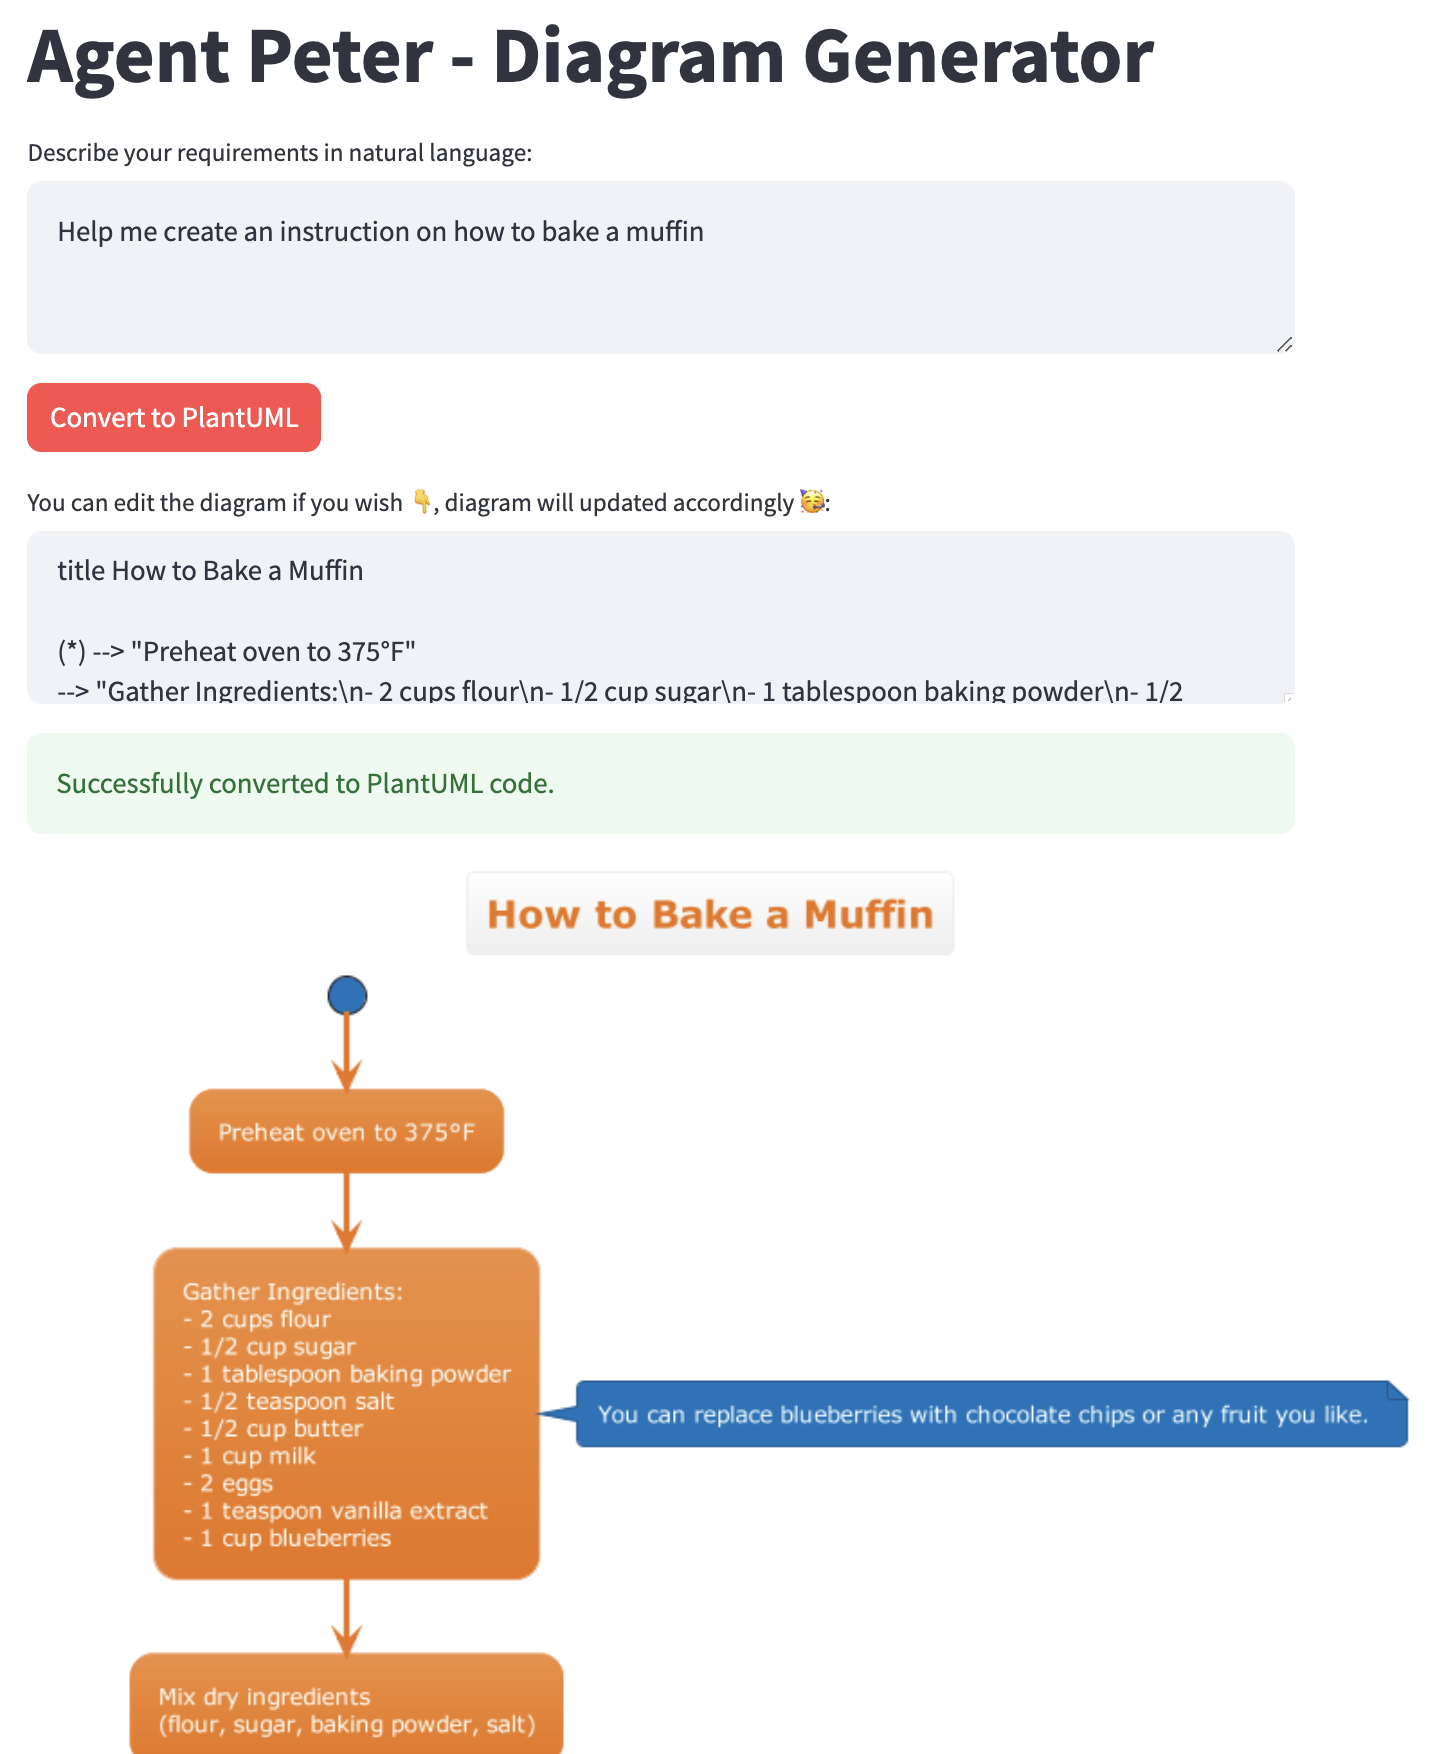 Agent Peter - Diagram Generator
Describe your requirements in natural language:
Help me create an instruction on how to bake a muffin
Convert to PlantUML
You can edit the diagram if you wish 👇, diagram will updated accordingly 🥳:
title How to Bake a Muffin
(*) --> "Preheat oven to 375°F"
--> "Gather Ingredients:\n- 2 cups flour\n- 1/2 cup sugar\n- 1 tablespoon baking powder\n- 1/2
Successfully converted to PlantUML code.
How to Bake a Muffin
Preheat oven to 375°F
Gather Ingredients:
- 2 cups flour
- 1/2 cup sugar
- 1 tablespoon baking powder
- 1/2 teaspoon salt
- 1/2 cup butter
- 1 cup milk
- 2 eggs
- 1 teaspoon vanilla extract
- 1 cup blueberries
You can replace blueberries with chocolate chips or any fruit you like.
Mix dry ingredients
(flour, sugar, baking powder, salt)